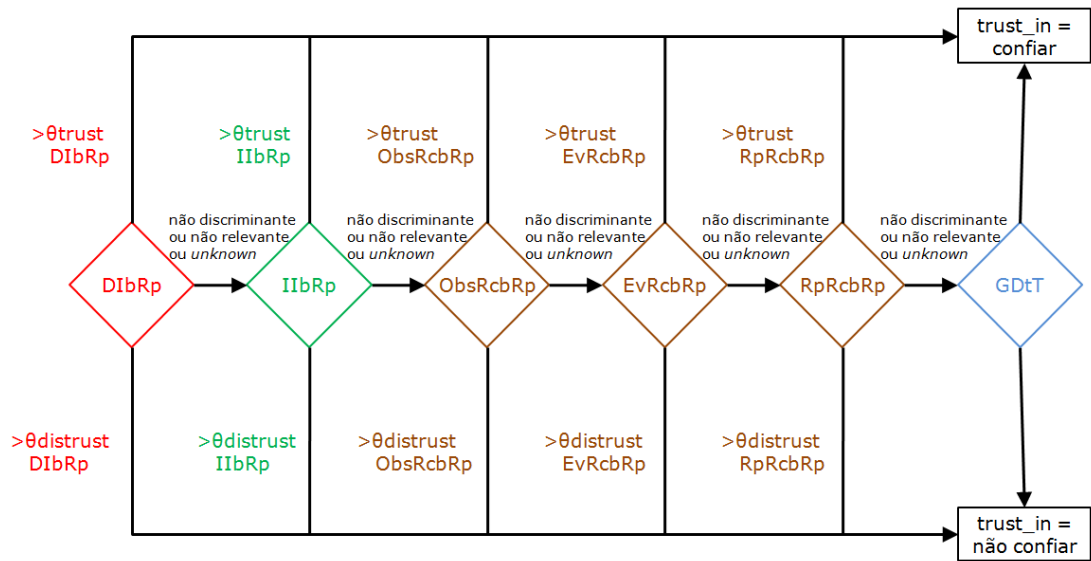 trust_in =
confiar
>θtrust
DIbRp
>θtrust
IIbRp
>θtrust
ObsRcbRp
>θtrust
EvRcbRp
>θtrust
RpRcbRp
não discriminante
ou não relevante
ou unknown
não discriminante
ou não relevante
ou unknown
não discriminante
ou não relevante
ou unknown
não discriminante
ou não relevante
ou unknown
não discriminante
ou não relevante
ou unknown
DIbRp
IIbRp
ObsRcbRp
EvRcbRp
RpRcbRp
GDtT
>θdistrust
DIbRp
>θdistrust
IIbRp
>θdistrust
ObsRcbRp
>θdistrust
EvRcbRp
>θdistrust
RpRcbRp
trust_in =
não confiar